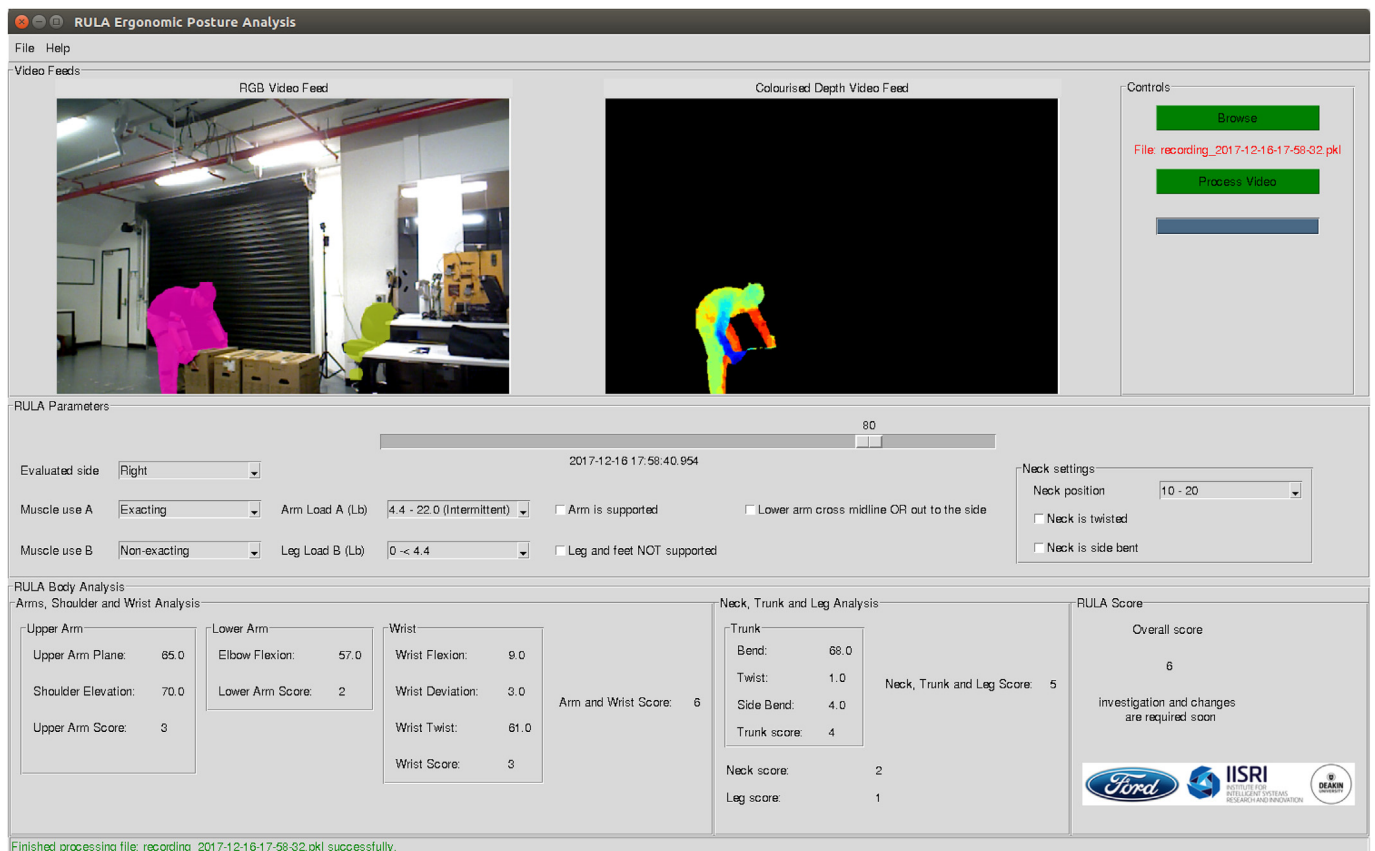 RULA Ergonomic Posture Analysis
File Help
Video Feeds
RGB Video Feed
Colourised Depth Video Feed
Controls
Browse
File: recording_2017-12-16-17-58-32.pkl
Process Video
RULA Parameters
80
2017-12-16 17:58:40.954
Evaluated side Right
Muscle use A Exacting Arm Load A (Lb) 4.4 - 22.0 (Intermittent) Arm is supported Lower arm cross midline OR out to the side
Muscle use B Non-exacting Leg Load B (Lb) 0 -< 4.4 Leg and feet NOT supported
Neck settings
Neck position 10 - 20
Neck is twisted
Neck is side bent
RULA Body Analysis
Arms, Shoulder and Wrist Analysis
Upper Arm
Upper Arm Plane: 65.0
Shoulder Elevation: 70.0
Upper Arm Score: 3
Lower Arm
Elbow Flexion: 57.0
Lower Arm Score: 2
Wrist
Wrist Flexion: 9.0
Wrist Deviation: 3.0
Wrist Twist: 61.0
Wrist Score: 3
Arm and Wrist Score: 6
Neck, Trunk and Leg Analysis
Trunk
Bend: 68.0
Twist: 1.0
Side Bend: 4.0
Trunk score: 4
Neck score: 2
Leg score: 1
Neck, Trunk and Leg Score: 5
RULA Score
Overall score
6
investigation and changes
are required soon
Ford
IISRI
INSTITUTE FOR
INTELLIGENT SYSTEMS
RESEARCH AND INNOVATION
DEAKIN
UNIVERSITY
Finished processing file: recording_2017-12-16-17-58-32.pkl successfully.